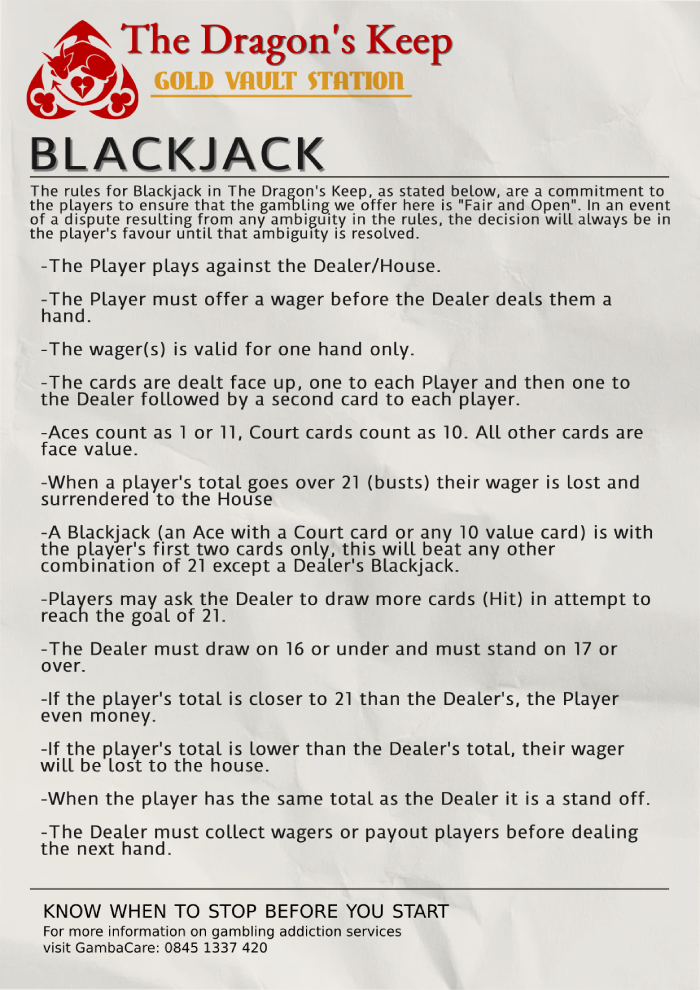 The Dragon's Keep
GOLD VAULT STATION
BLACKJACK
The rules for Blackjack in The Dragon's Keep, as stated below, are a commitment to
the players to ensure that the gambling we offer here is "Fair and Open". In an event
of a dispute resulting from any ambiguity in the rules, the decision will always be in
the player's favour until that ambiguity is resolved.
-The Player plays against the Dealer/House.
-The Player must offer a wager before the Dealer deals them a
hand.
-The wager(s) is valid for one hand only.
-The cards are dealt face up, one to each Player and then one to
the Dealer followed by a second card to each player.
-Aces count as 1 or 11, Court cards count as 10. All other cards are
face value.
-When a player's total goes over 21 (busts) their wager is lost and
surrendered to the House
-A Blackjack (an Ace with a Court card or any 10 value card) is with
the player's first two cards only, this will beat any other
combination of 21 except a Dealer's Blackjack.
-Players may ask the Dealer to draw more cards (Hit) in attempt to
reach the goal of 21.
-The Dealer must draw on 16 or under and must stand on 17 or
over.
-If the player's total is closer to 21 than the Dealer's, the Player
even money.
-If the player's total is lower than the Dealer's total, their wager
will be lost to the house.
-When the player has the same total as the Dealer it is a stand off.
-The Dealer must collect wagers or payout players before dealing
the next hand.
KNOW WHEN TO STOP BEFORE YOU START
For more information on gambling addiction services
visit GambaCare: 0845 1337 420